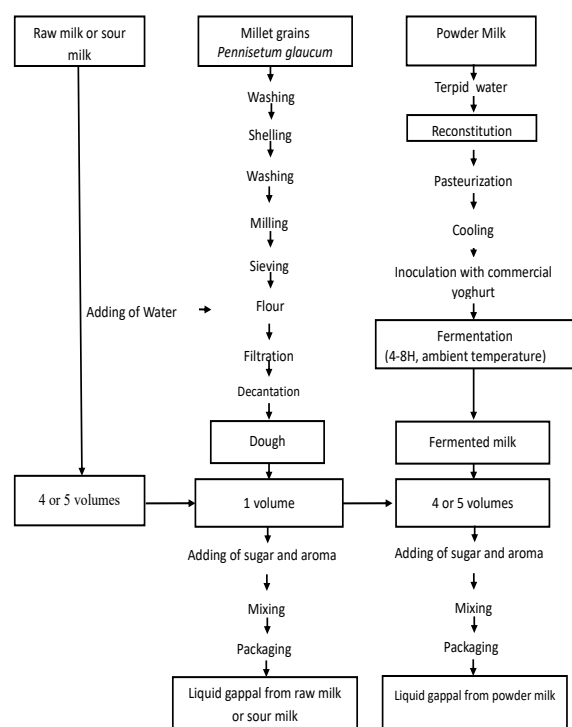 Raw milk or sour
milk
4 or 5 volumes
Adding of Water
Millet grains
Pennisetum glaucum
Washing
Shelling
Washing
Milling
Sieving
Flour
Filtration
Decantation
Dough
1 volume
Adding of sugar and aroma
Mixing
Packaging
Liquid gappal from raw milk
or sour milk
Powder Milk
Terpid water
Reconstitution
Pasteurization
Cooling
Inoculation with commercial
yoghurt
Fermentation
(4-8H, ambient temperature)
Fermented milk
4 or 5 volumes
Adding of sugar and aroma
Mixing
Packaging
Liquid gappal from powder milk